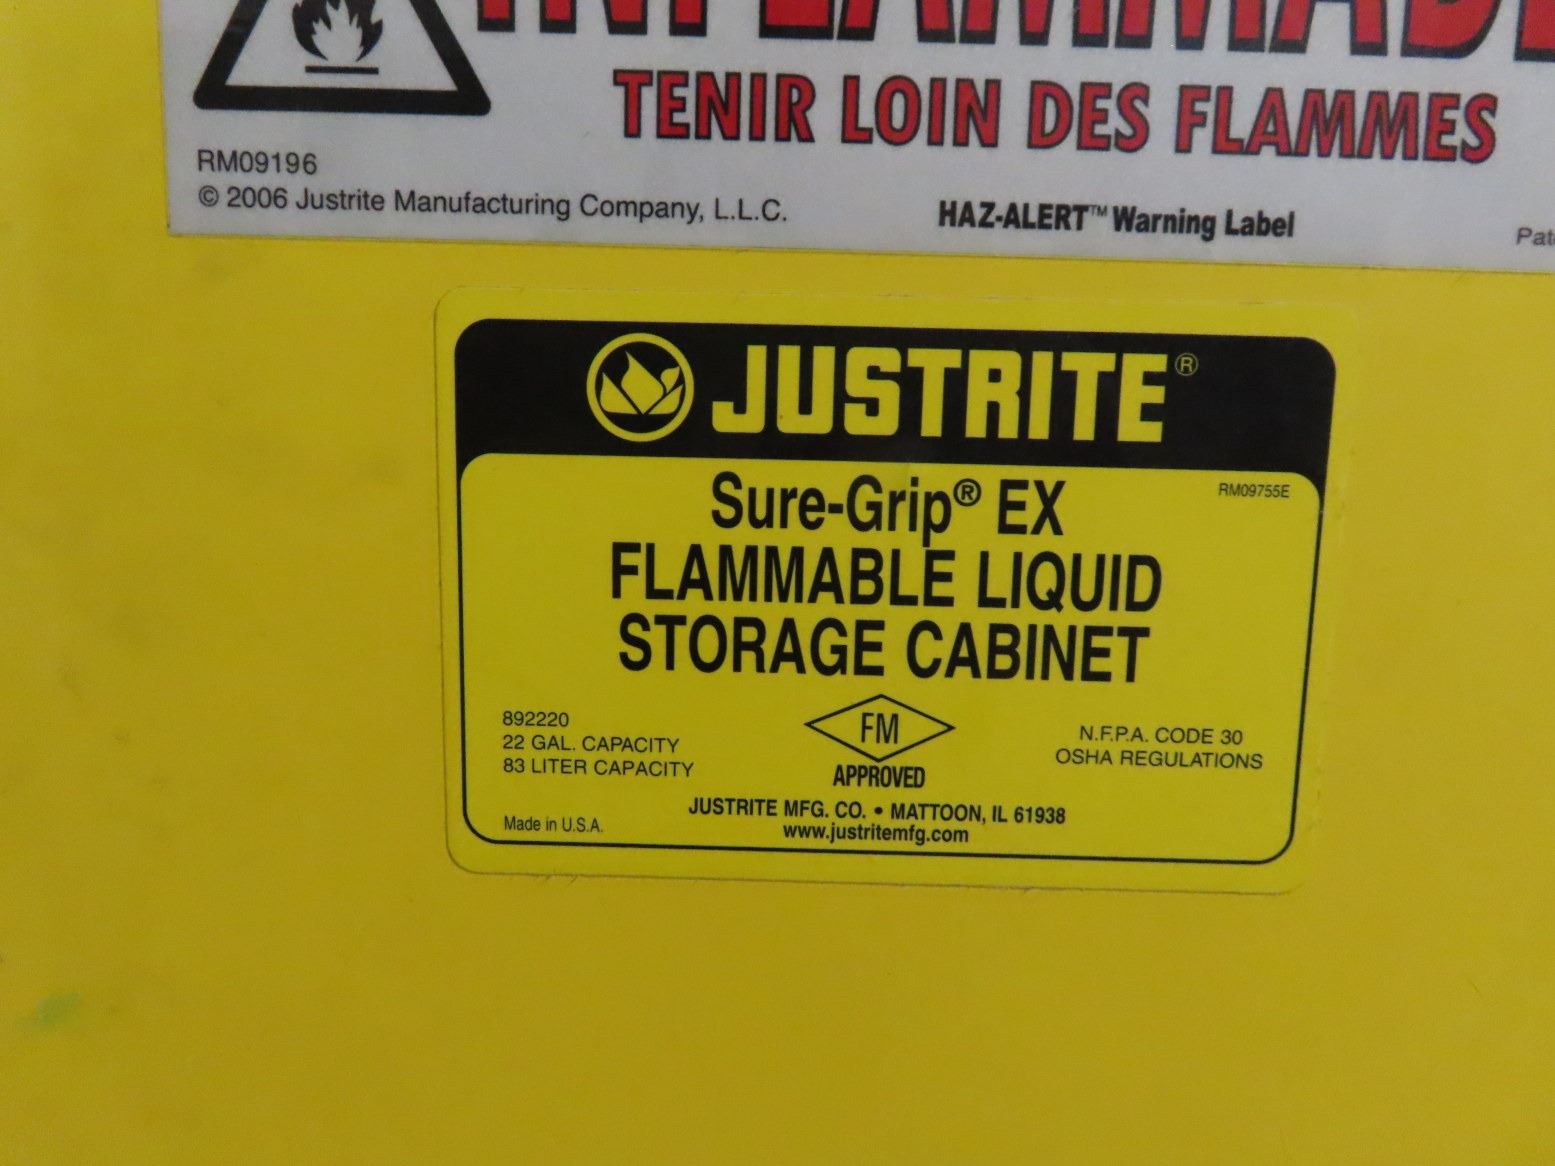 TENIR LOIN DES FLAMMES
RM09196
© 2006 Justrite Manufacturing Company, L.L.C.
HAZ-ALERT™ Warning Label
JUSTRITE®
Sure-Grip® EX
RM09755E
FLAMMABLE LIQUID
STORAGE CABINET
892220
22 GAL. CAPACITY
83 LITER CAPACITY
FM
APPROVED
N.F.P.A. CODE 30
OSHA REGULATIONS
JUSTRITE MFG. CO. • MATTOON, IL 61938
www.justritemfg.com
Made in U.S.A.